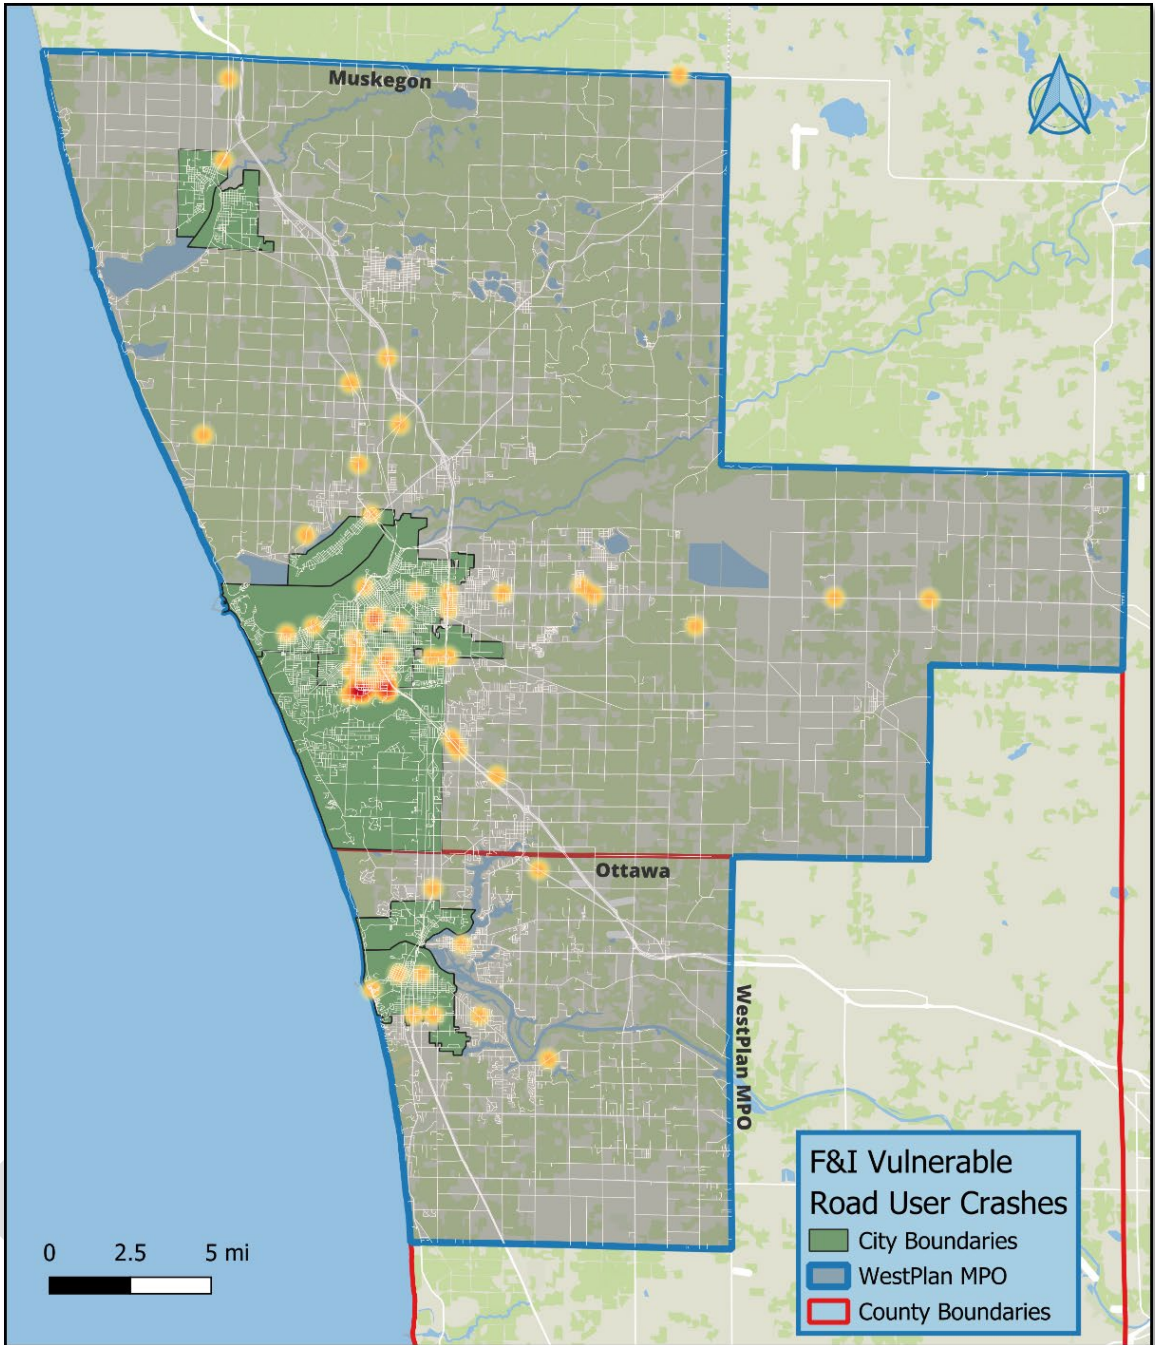 Muskegon
Ottawa
WestPlan MPO
F&I Vulnerable
Road User Crashes
City Boundaries
WestPlan MPO
County Boundaries
0 2.5 5 mi